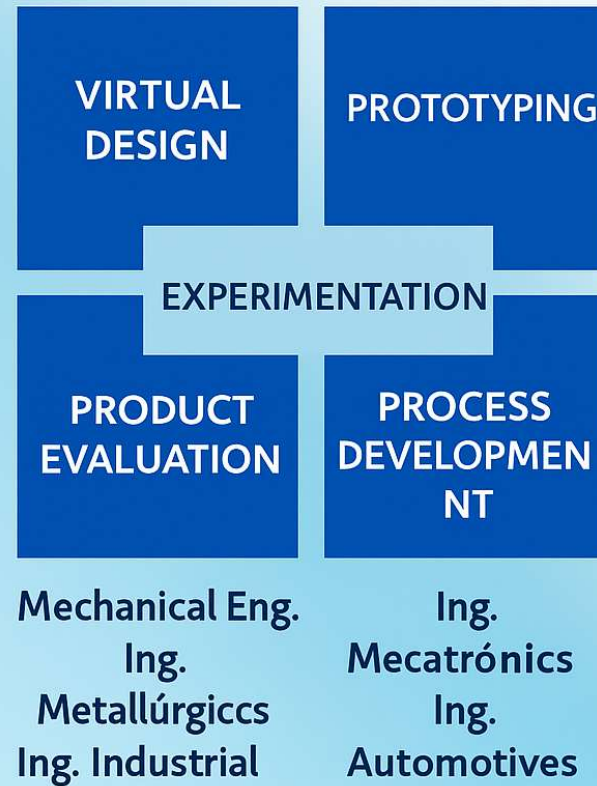 VIRTUAL
DESIGN
PROTOTYPING
EXPERIMENTATION
PRODUCT
EVALUATION
PROCESS
DEVELOPMEN
NT
Mechanical Eng.
Ing.
Metallúrgiccs
Ing. Industrial
Ing.
Mecatrónics
Ing.
Automotives